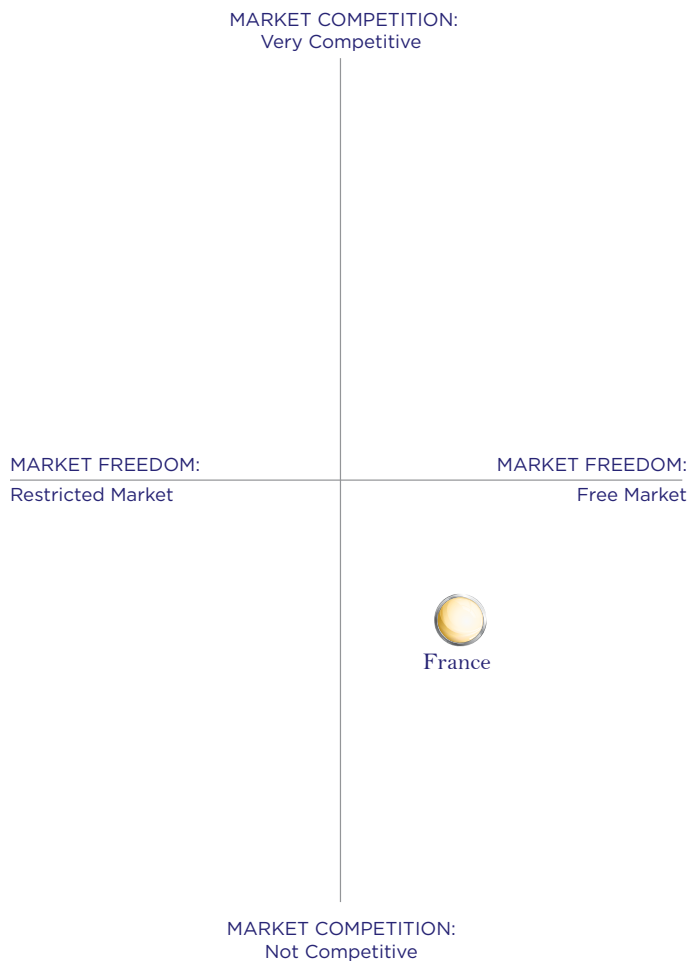 MARKET COMPETITION:
Very Competitive
MARKET FREEDOM:
Restricted Market
MARKET FREEDOM:
Free Market
France
MARKET COMPETITION:
Not Competitive